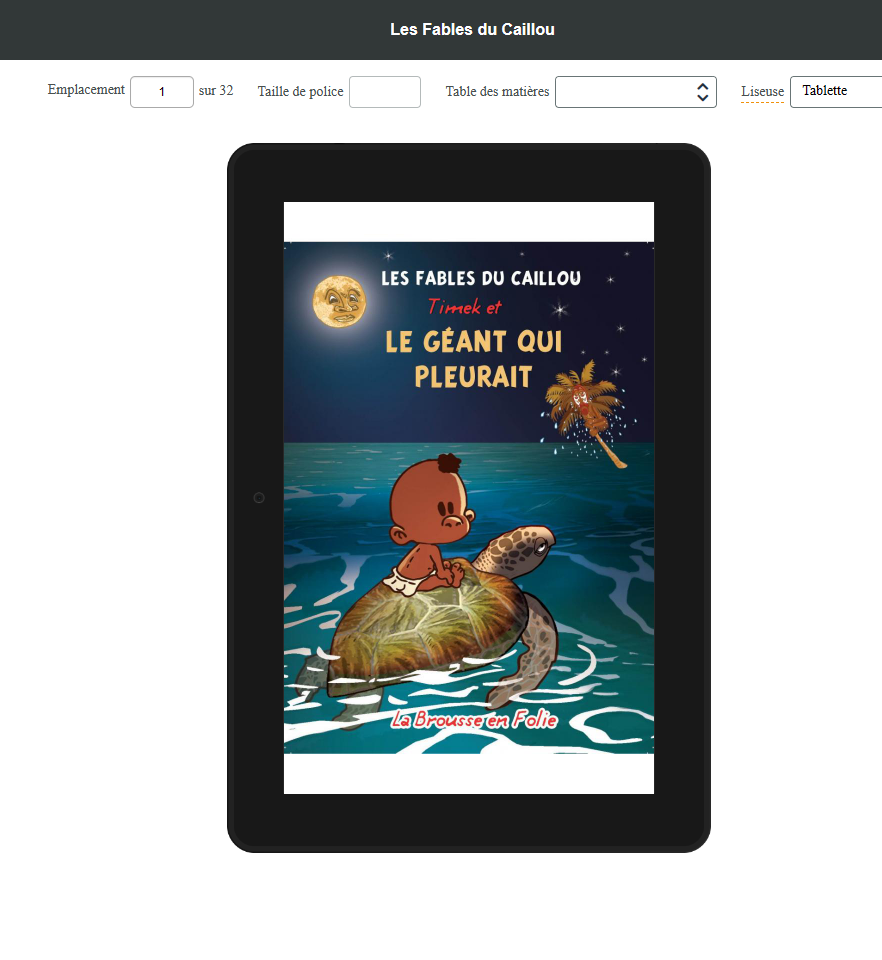 Les Fables du Caillou
Emplacement 1 sur 32 Taille de police Table des matières Liseuse Tablette
LES FABLES DU CAILLOU
Timek et
LE GÉANT QUI
PLEURAIT
La Brousse en Folie